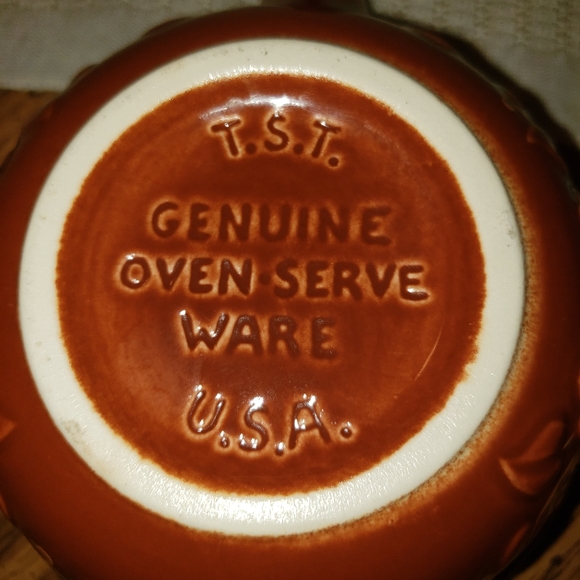 T.S.T.
GENUINE
OVEN-SERVE
WARE
U.S.A.